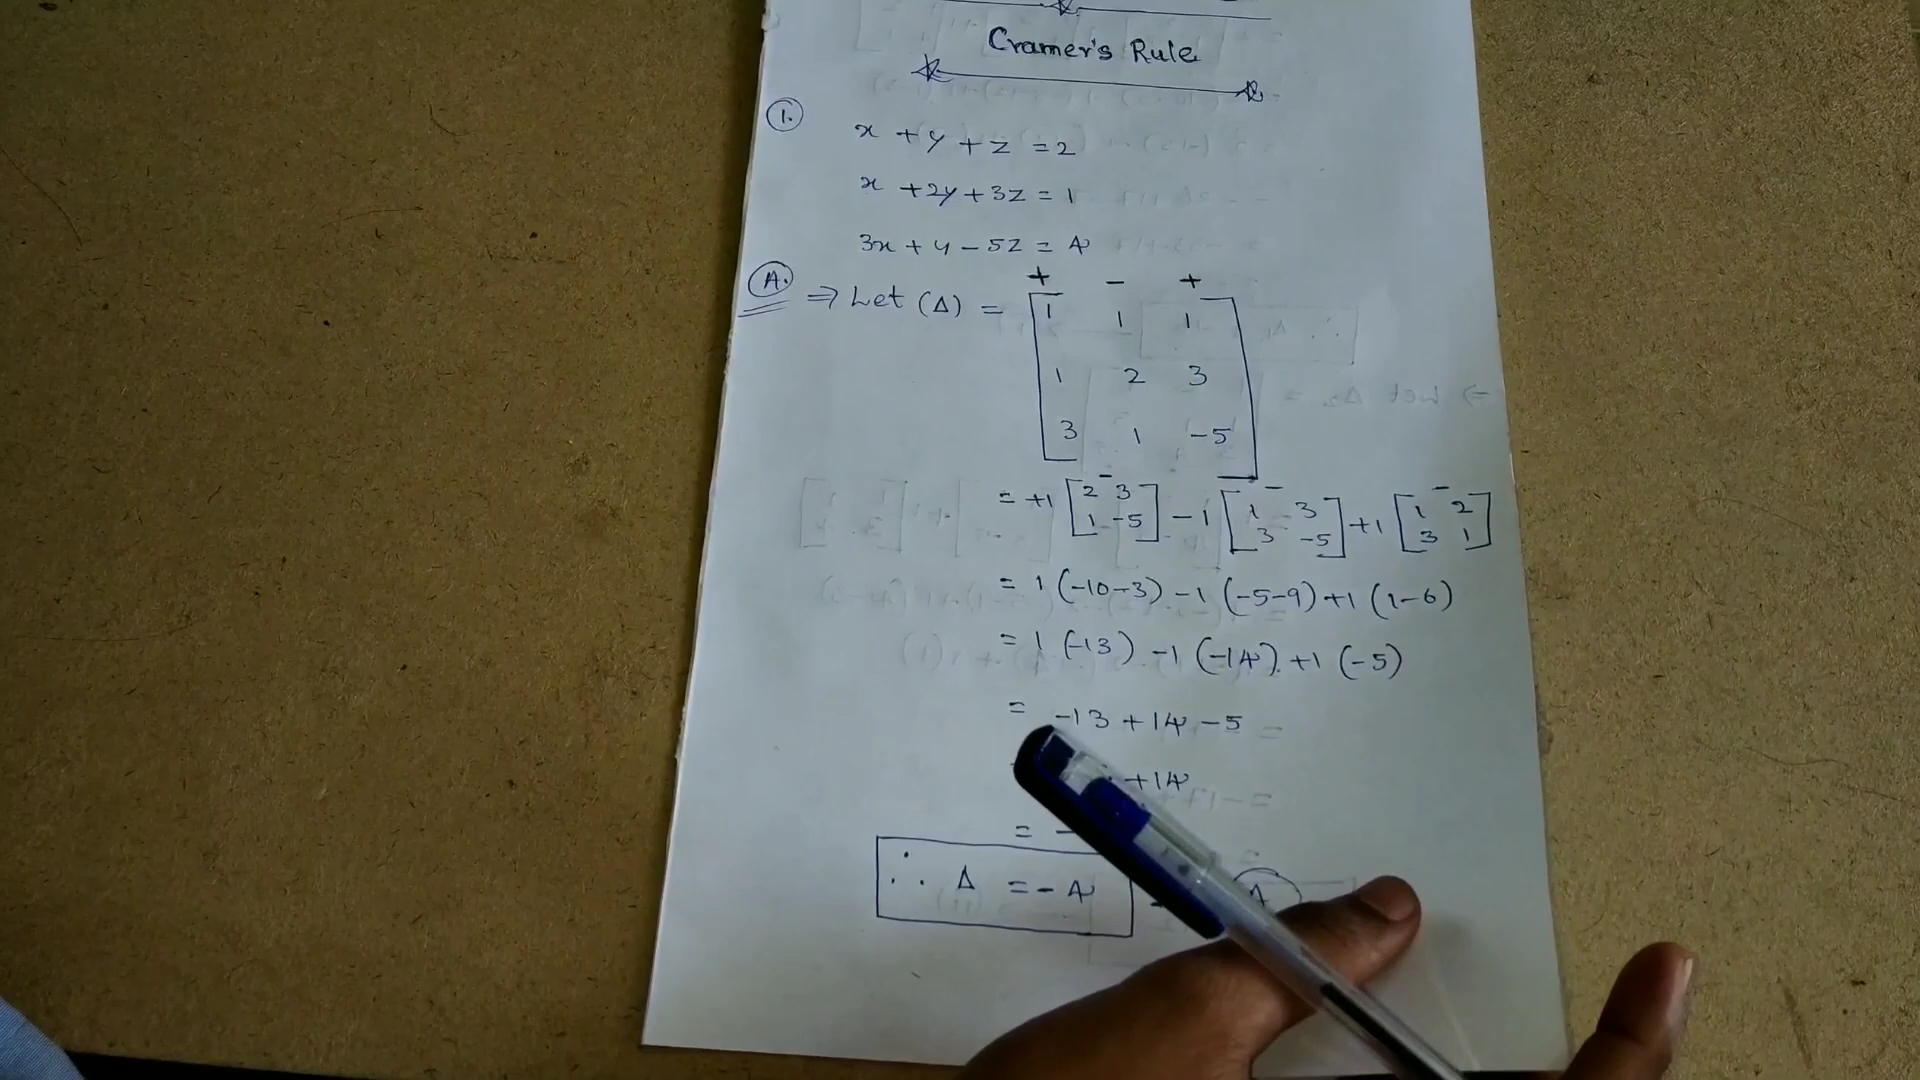 Cramer's Rule
1.
x + y + z = 2
x + 2y + 3z = 1
3x + y - 5z = 4
+ - +
A. ⇒ Let (Δ) = [1 1 1
1 2 3
3 1 -5]
= +1 [2 3 1 -5] - 1 [1 3 3 -5] + 1 [1 2 3 1]
= 1 (-10-3) -1 (-5-9) +1 (1-6)
= 1 (-13) -1 (-14) +1 (-5)
= -13 + 14 - 5
+14
= -
∴ Δ = -4
A